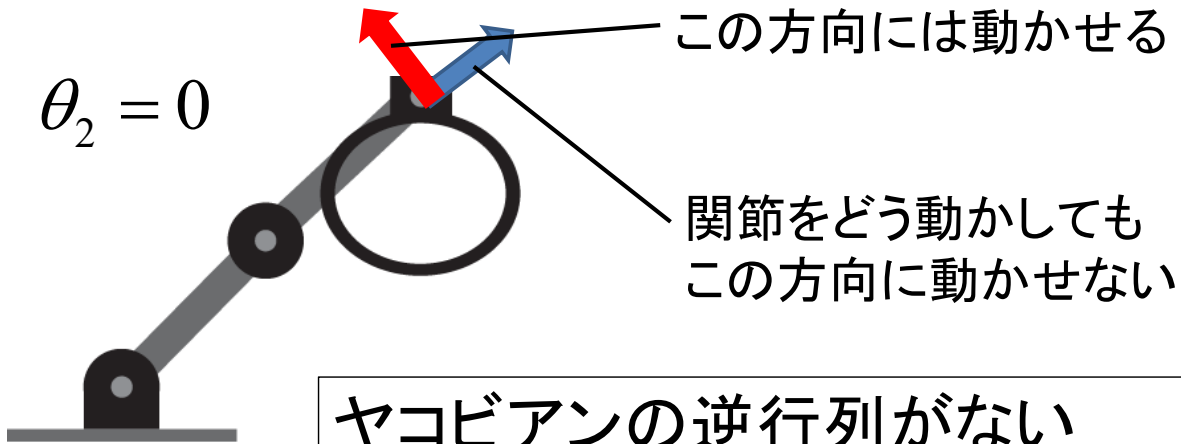 この方向には動かせる
θ₂ = 0
関節をどう動かしても
この方向に動かせない
ヤコビアンの逆行列がない